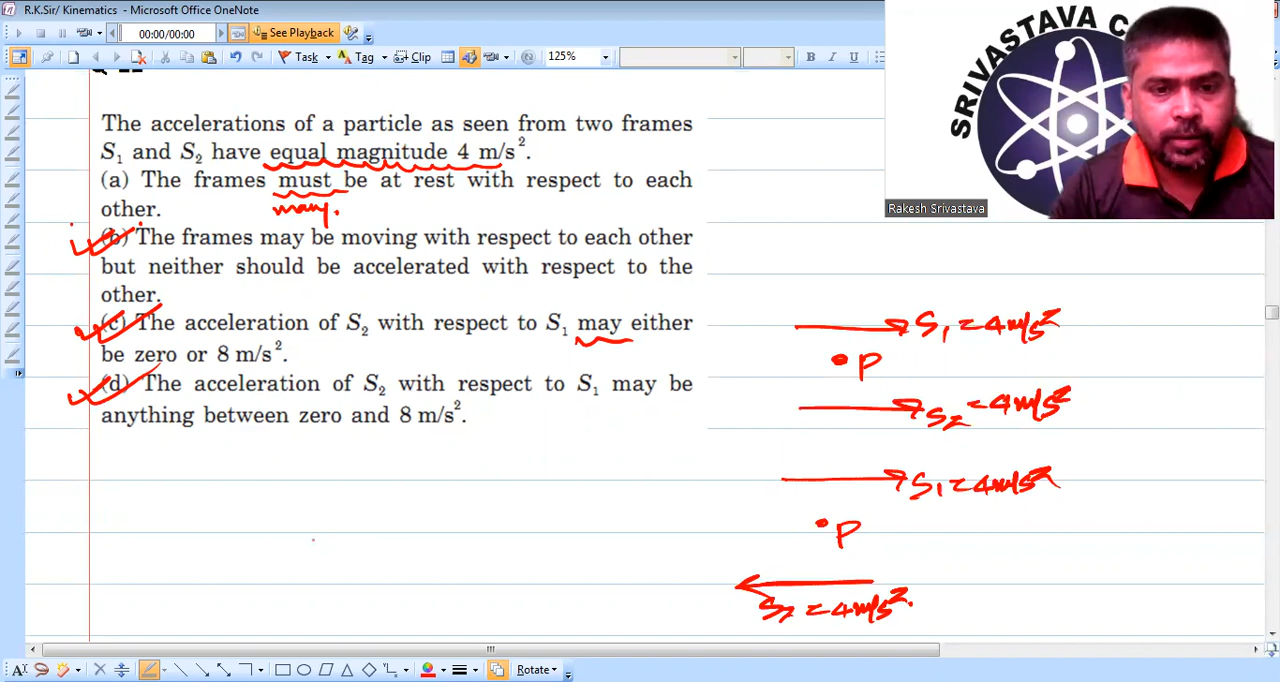 R.K.Sir/ Kinematics - Microsoft Office OneNote
00:00/00:00
See Playback
Task
Tag
Clip
125%
B I U
SRIVASTAVA C
Rakesh Srivastava
The accelerations of a particle as seen from two frames
S₁ and S₂ have equal magnitude 4 m/s².
(a) The frames must be at rest with respect to each
other.
may.
(b) The frames may be moving with respect to each other
but neither should be accelerated with respect to the
other.
(c) The acceleration of S₂ with respect to S₁ may either
be zero or 8 m/s².
(d) The acceleration of S₂ with respect to S₁ may be
anything between zero and 8 m/s².
S₁ = 4 m/s²
P
S₂ = 4 m/s²
S₁ = 4 m/s²
P
S₂ = 4 m/s².
Rotate